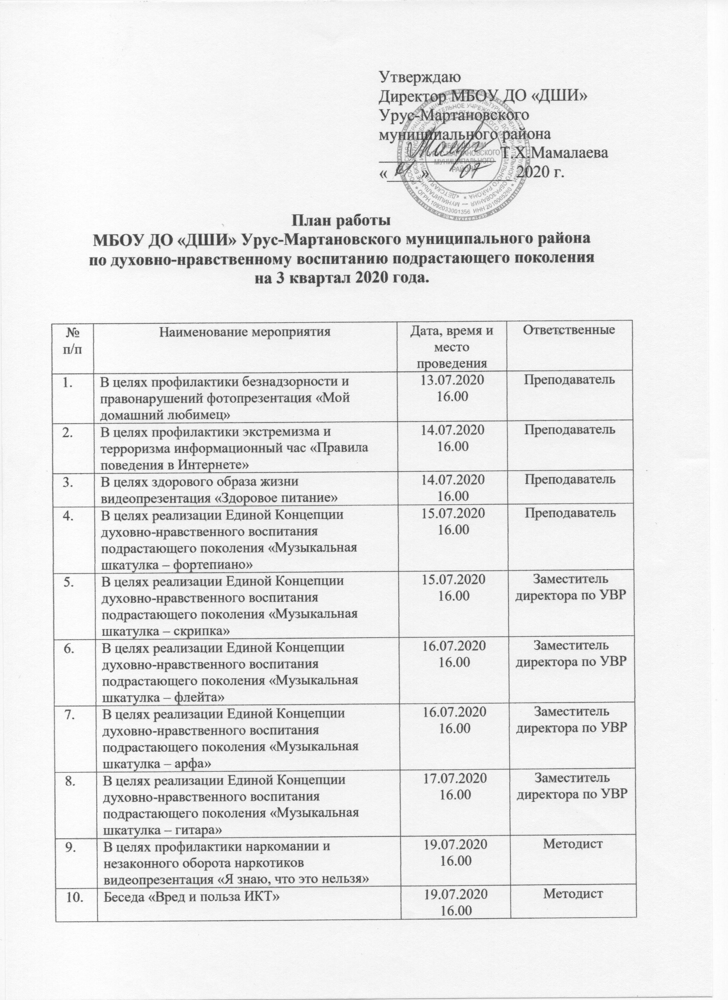 Утверждаю
Директор МБОУ ДО «ДШИ»
Урус-Мартановского
муниципального района
Т.Х.Мамалаева
« » 07 2020 г.
МБОУ ДО ДШИ
УРУС-МАРТАНОВСКОГО
МУНИЦИПАЛЬНОГО
РАЙОНА
ОГРН 1092033001356 ИНН 2010005280
План работы
МБОУ ДО «ДШИ» Урус-Мартановского муниципального района
по духовно-нравственному воспитанию подрастающего поколения
на 3 квартал 2020 года.
№ Наименование мероприятия Дата, время и Ответственные
п/п место
проведения
1. В целях профилактики безнадзорности и 13.07.2020 Преподаватель
правонарушений фотопрезентация «Мой 16.00
домашний любимец»
2. В целях профилактики экстремизма и 14.07.2020 Преподаватель
терроризма информационный час «Правила 16.00
поведения в Интернете»
3. В целях здорового образа жизни 14.07.2020 Преподаватель
видеопрезентация «Здоровое питание» 16.00
4. В целях реализации Единой Концепции 15.07.2020 Преподаватель
духовно-нравственного воспитания 16.00
подрастающего поколения «Музыкальная
шкатулка – фортепиано»
5. В целях реализации Единой Концепции 15.07.2020 Заместитель
духовно-нравственного воспитания 16.00 директора по УВР
подрастающего поколения «Музыкальная
шкатулка – скрипка»
6. В целях реализации Единой Концепции 16.07.2020 Заместитель
духовно-нравственного воспитания 16.00 директора по УВР
подрастающего поколения «Музыкальная
шкатулка – флейта»
7. В целях реализации Единой Концепции 16.07.2020 Заместитель
духовно-нравственного воспитания 16.00 директора по УВР
подрастающего поколения «Музыкальная
шкатулка – арфа»
8. В целях реализации Единой Концепции 17.07.2020 Заместитель
духовно-нравственного воспитания 16.00 директора по УВР
подрастающего поколения «Музыкальная
шкатулка – гитара»
9. В целях профилактики наркомании и 19.07.2020 Методист
незаконного оборота наркотиков 16.00
видеопрезентация «Я знаю, что это нельзя»
10. Беседа «Вред и польза ИКТ» 19.07.2020 Методист
16.00